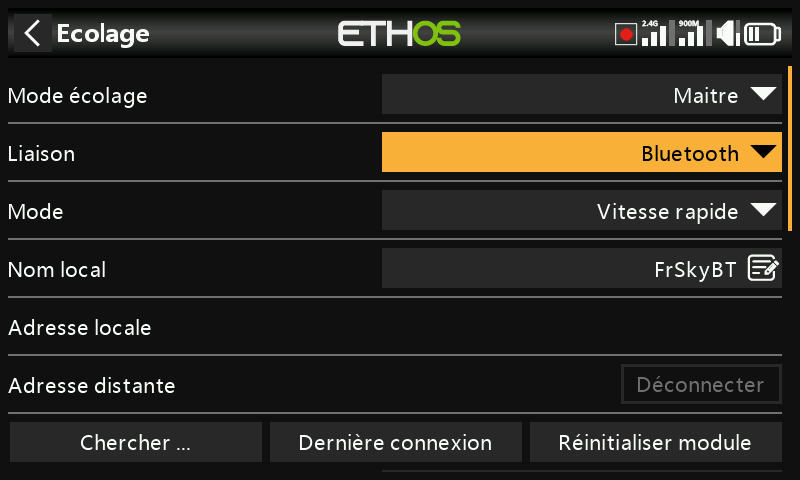 Ecolage
ETHOS
2.4G
900M
Mode écolage
Maitre
Liaison
Bluetooth
Mode
Vitesse rapide
Nom local
FrSkyBT
Adresse locale
Adresse distante
Déconnecter
Chercher ...
Dernière connexion
Réinitialiser module